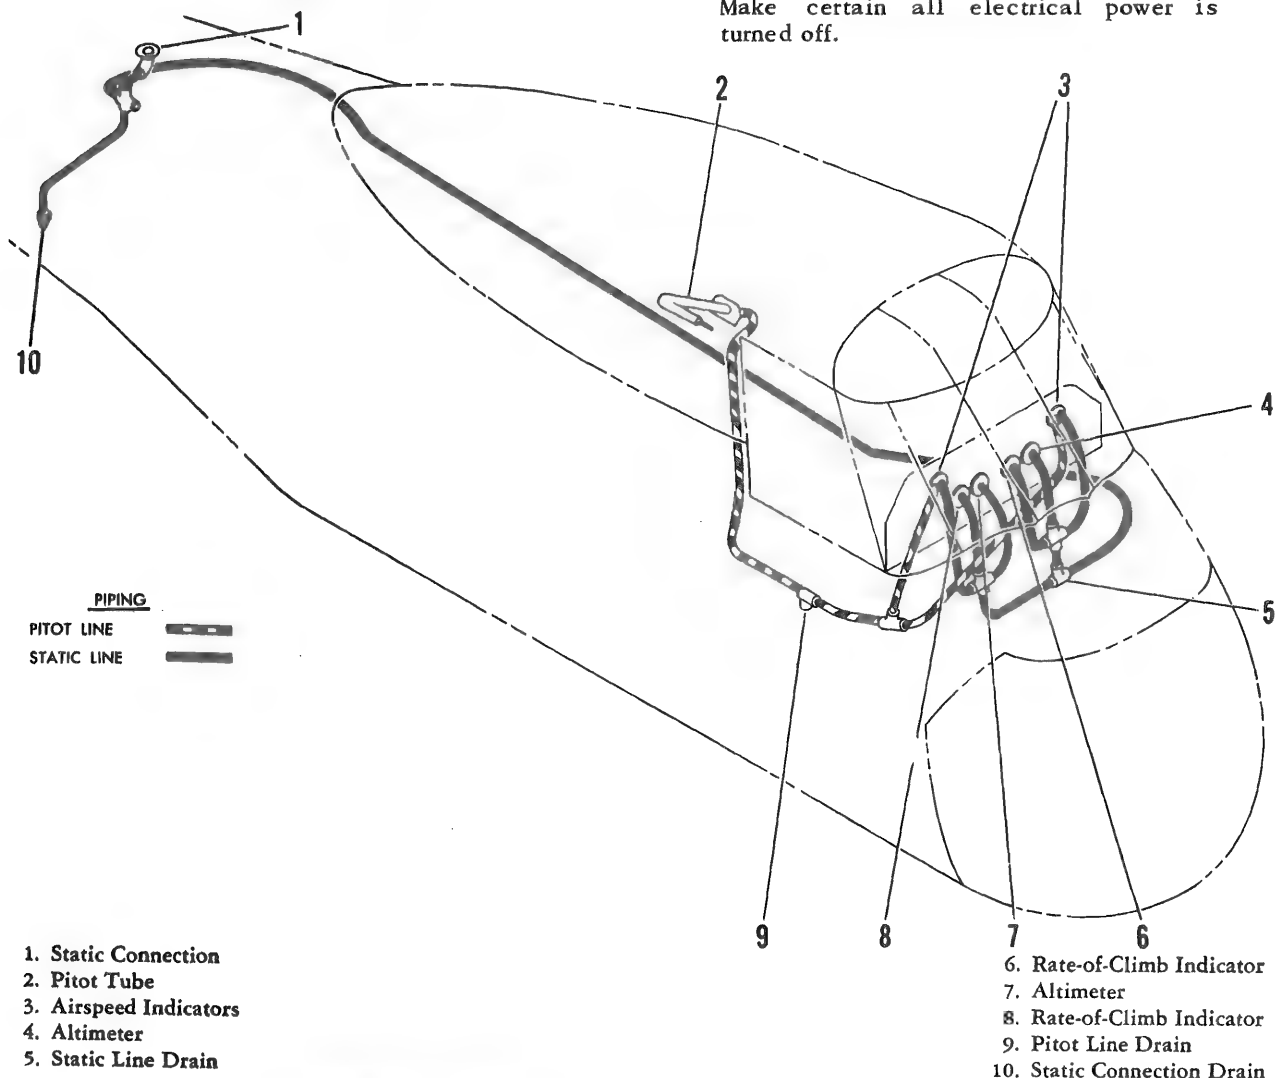 Make certain all electrical power is
turned off.
1
2
3
4
5
10
PIPING
PITOT LINE
STATIC LINE
9
8
7
6
1. Static Connection
2. Pitot Tube
3. Airspeed Indicators
4. Altimeter
5. Static Line Drain
6. Rate-of-Climb Indicator
7. Altimeter
8. Rate-of-Climb Indicator
9. Pitot Line Drain
10. Static Connection Drain